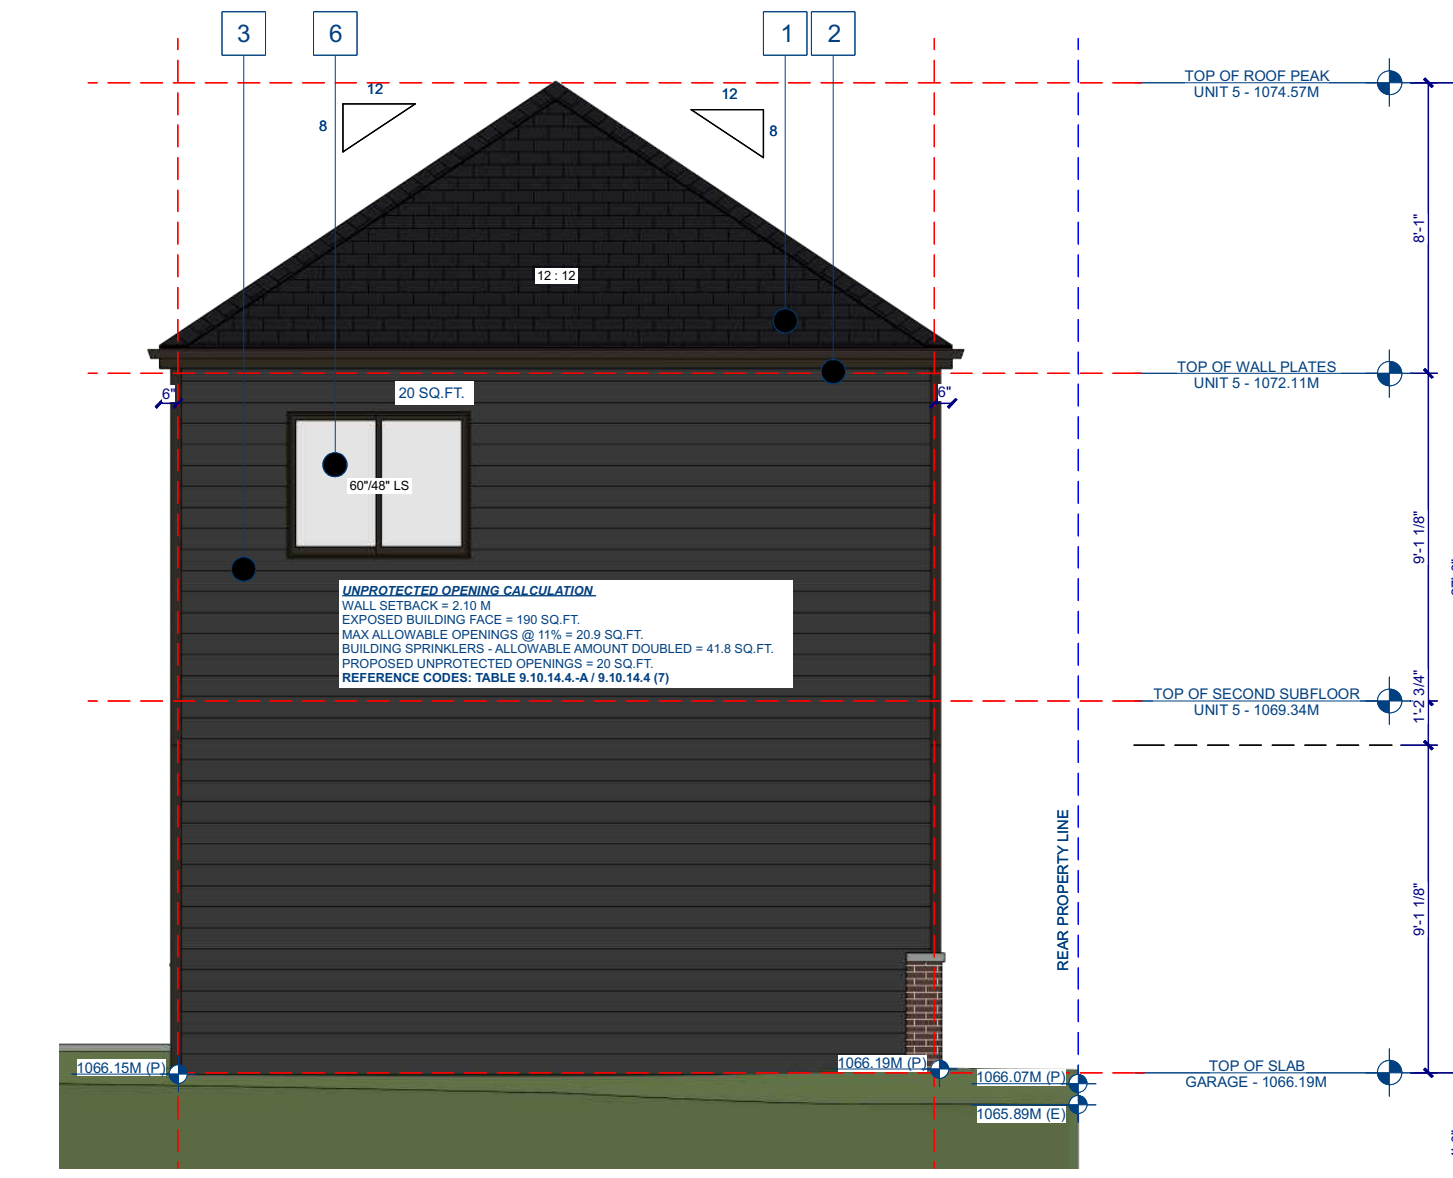 3
6
1
2
12
8
12
8
TOP OF ROOF PEAK
UNIT 5 - 1074.57M
8'-1"
12 : 12
TOP OF WALL PLATES
UNIT 5 - 1072.11M
6"
20 SQ.FT.
6"
60"/48" LS
9'-1 1/8"
UNPROTECTED OPENING CALCULATION
WALL SETBACK = 2.10 M
EXPOSED BUILDING FACE = 190 SQ.FT.
MAX ALLOWABLE OPENINGS @ 11% = 20.9 SQ.FT.
BUILDING SPRINKLERS - ALLOWABLE AMOUNT DOUBLED = 41.8 SQ.FT.
PROPOSED UNPROTECTED OPENINGS = 20 SQ.FT.
REFERENCE CODES: TABLE 9.10.14.4.-A / 9.10.14.4 (7)
TOP OF SECOND SUBFLOOR
UNIT 5 - 1069.34M
1'-2 3/4"
REAR PROPERTY LINE
9'-1 1/8"
1066.15M (P)
1066.19M (P)
1066.07M (P)
1065.89M (E)
TOP OF SLAB
GARAGE - 1066.19M